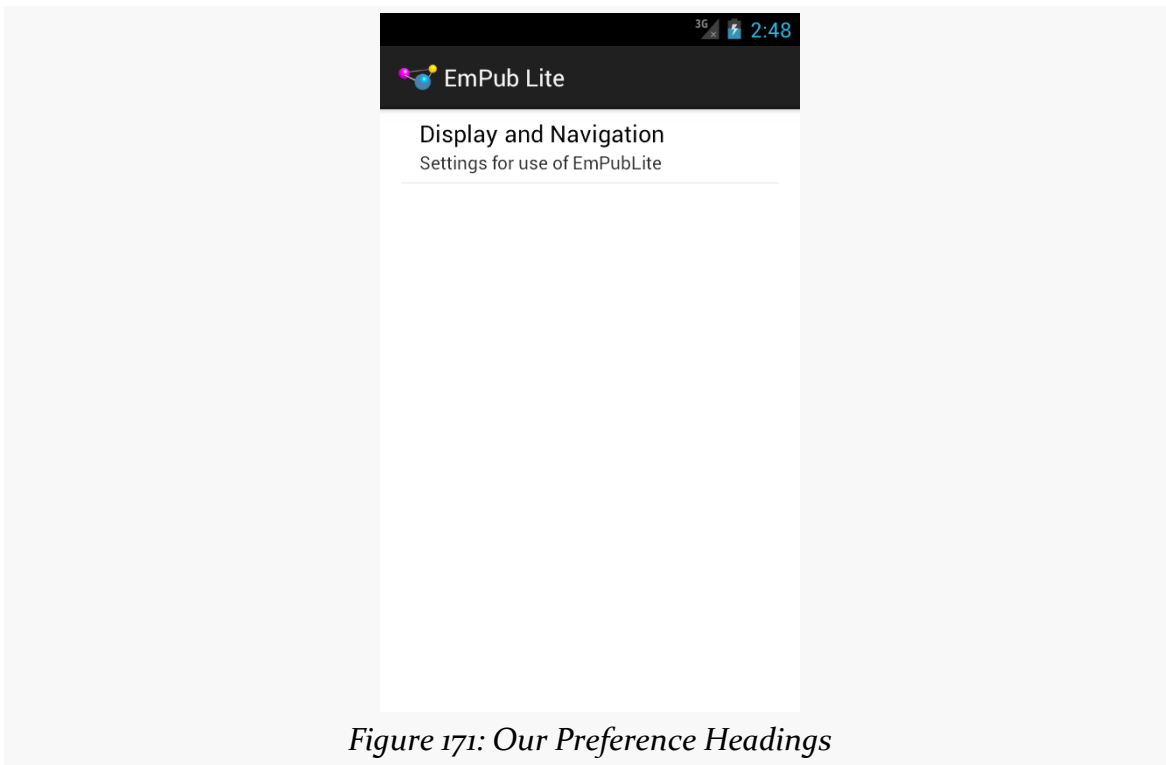 3G
2:48
EmPub Lite
Display and Navigation
Settings for use of EmPubLite
Figure 171: Our Preference Headings